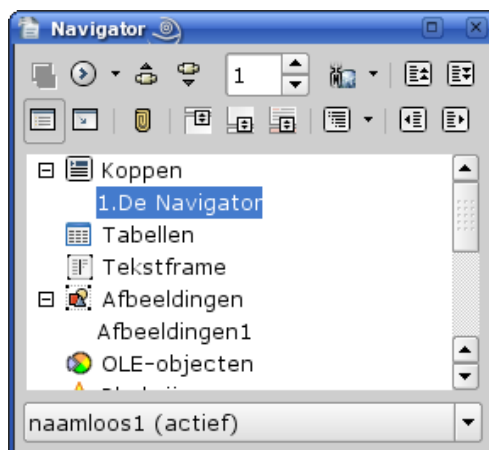 Navigator
1
Koppen
1.De Navigator
Tabellen
Tekstframe
Afbeeldingen
Afbeeldingen1
OLE-objecten
naamloos1 (actief)